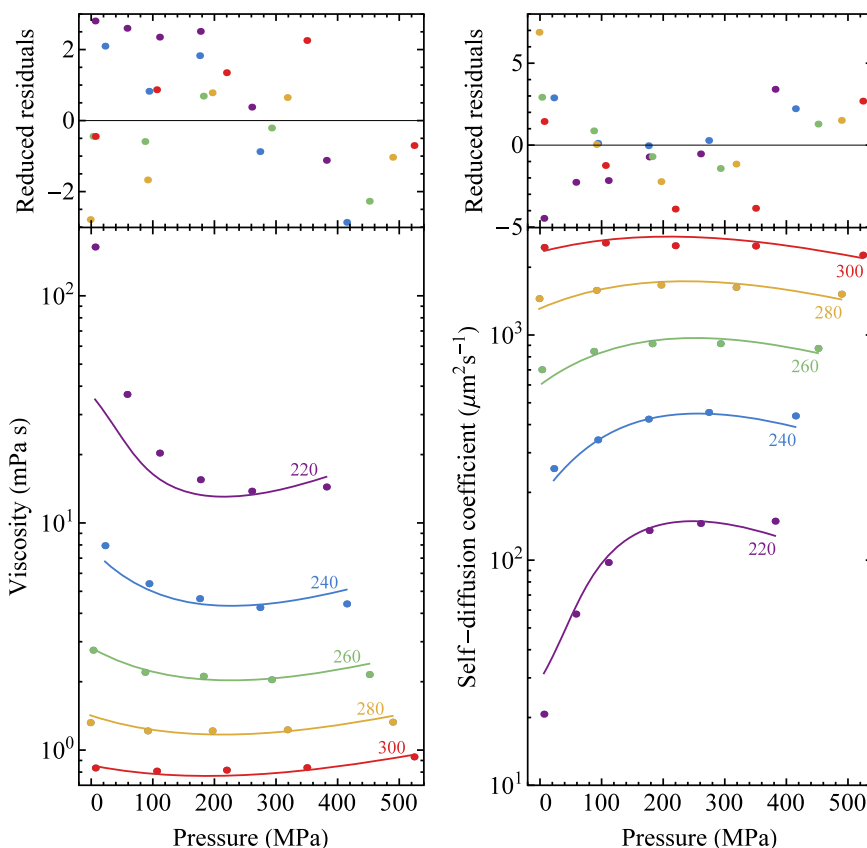 Reduced residuals
2
0
−2
Reduced residuals
5
0
−5
Viscosity (mPa s)
10²
10¹
10⁰
220
240
260
280
300
0 100 200 300 400 500
Pressure (MPa)
Self−diffusion coefficient (μm²s⁻¹)
10³
10²
10¹
300
280
260
240
220
0 100 200 300 400 500
Pressure (MPa)